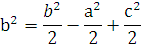 b² = b²/2 − a²/2 + c²/2